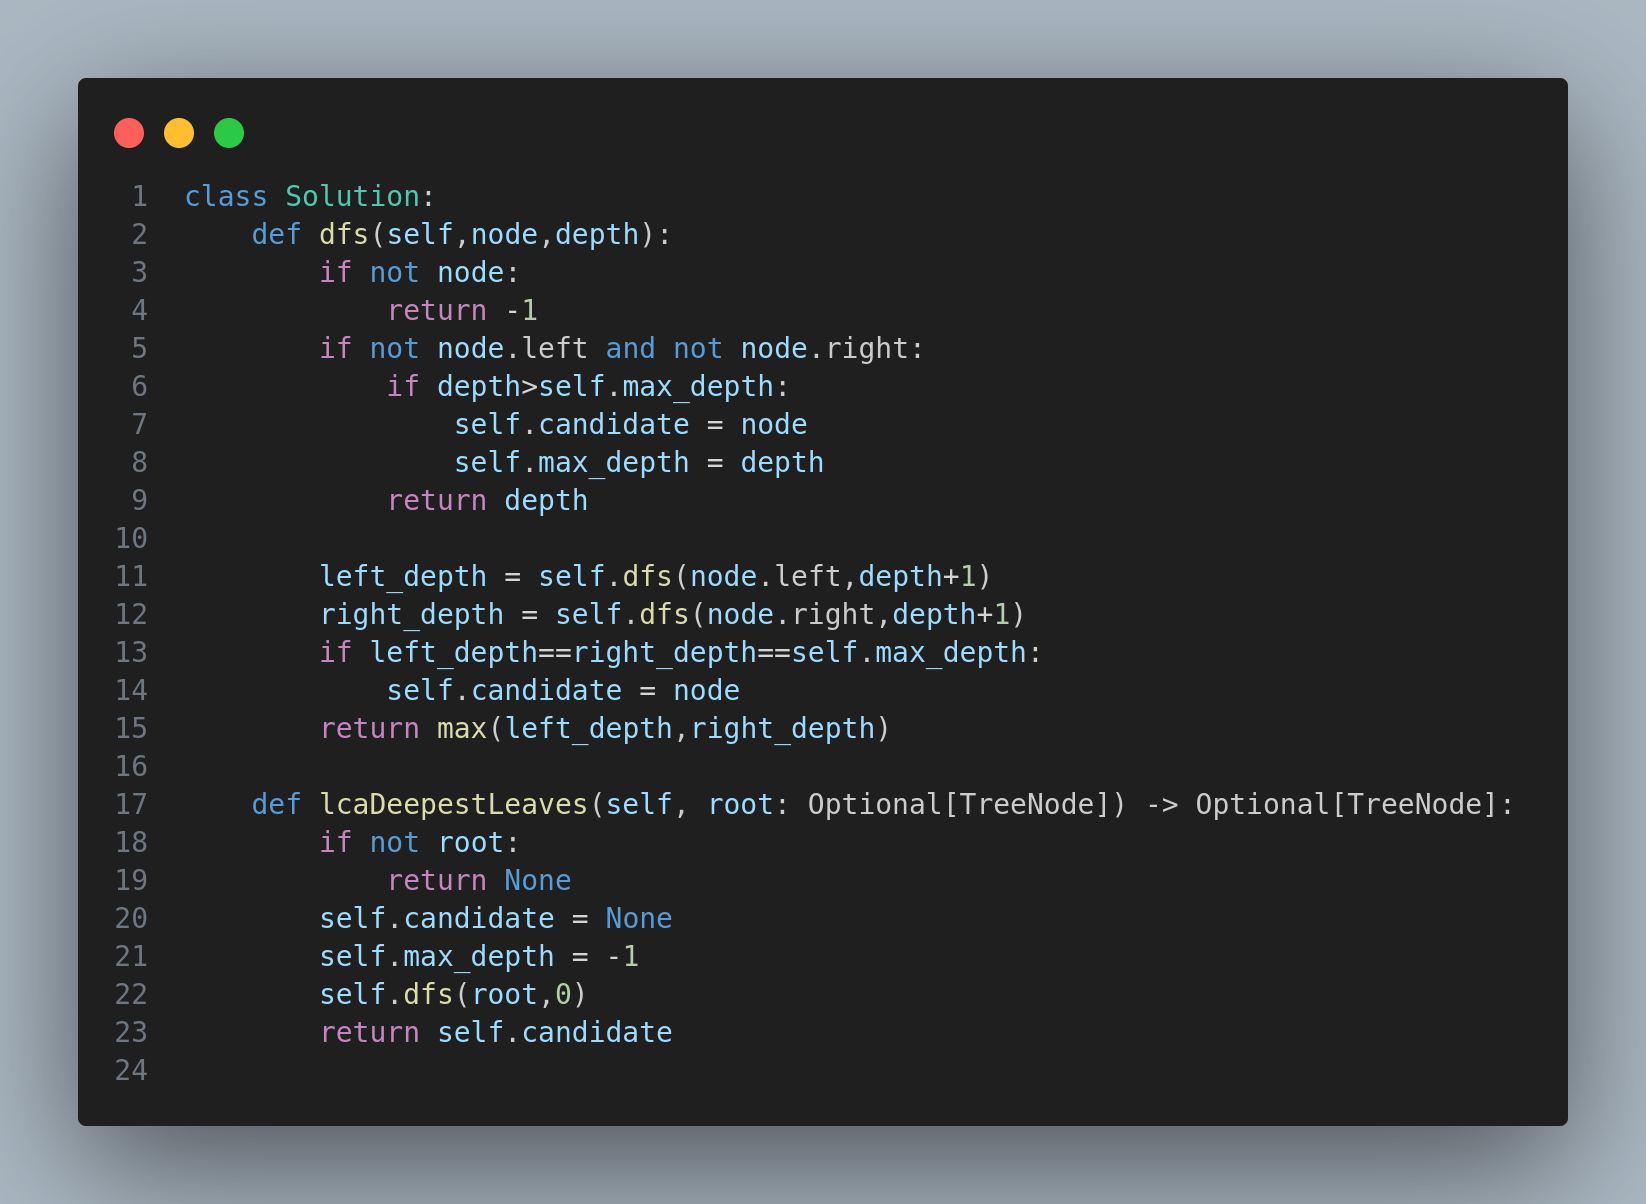 1 class Solution:
2     def dfs(self,node,depth):
3         if not node:
4             return -1
5         if not node.left and not node.right:
6             if depth>self.max_depth:
7                 self.candidate = node
8                 self.max_depth = depth
9             return depth
10
11         left_depth = self.dfs(node.left,depth+1)
12         right_depth = self.dfs(node.right,depth+1)
13         if left_depth==right_depth==self.max_depth:
14             self.candidate = node
15         return max(left_depth,right_depth)
16
17     def lcaDeepestLeaves(self, root: Optional[TreeNode]) -> Optional[TreeNode]:
18         if not root:
19             return None
20         self.candidate = None
21         self.max_depth = -1
22         self.dfs(root,0)
23         return self.candidate
24